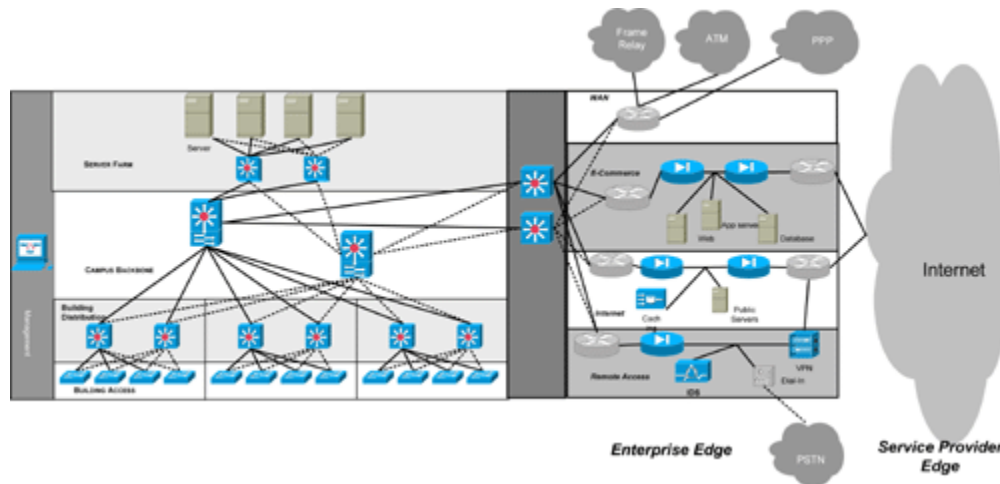 Frame
Relay
ATM
PPP
WAN
Server
SERVER FARM
E-Commerce
Web
App server
Database
CAMPUS BACKBONE
Internet
Building
Distribution
Internet
Public
Servers
Management
Remote Access
VPN
IDS
Dial-In
BUILDING ACCESS
Enterprise Edge
PSTN
Service Provider
Edge